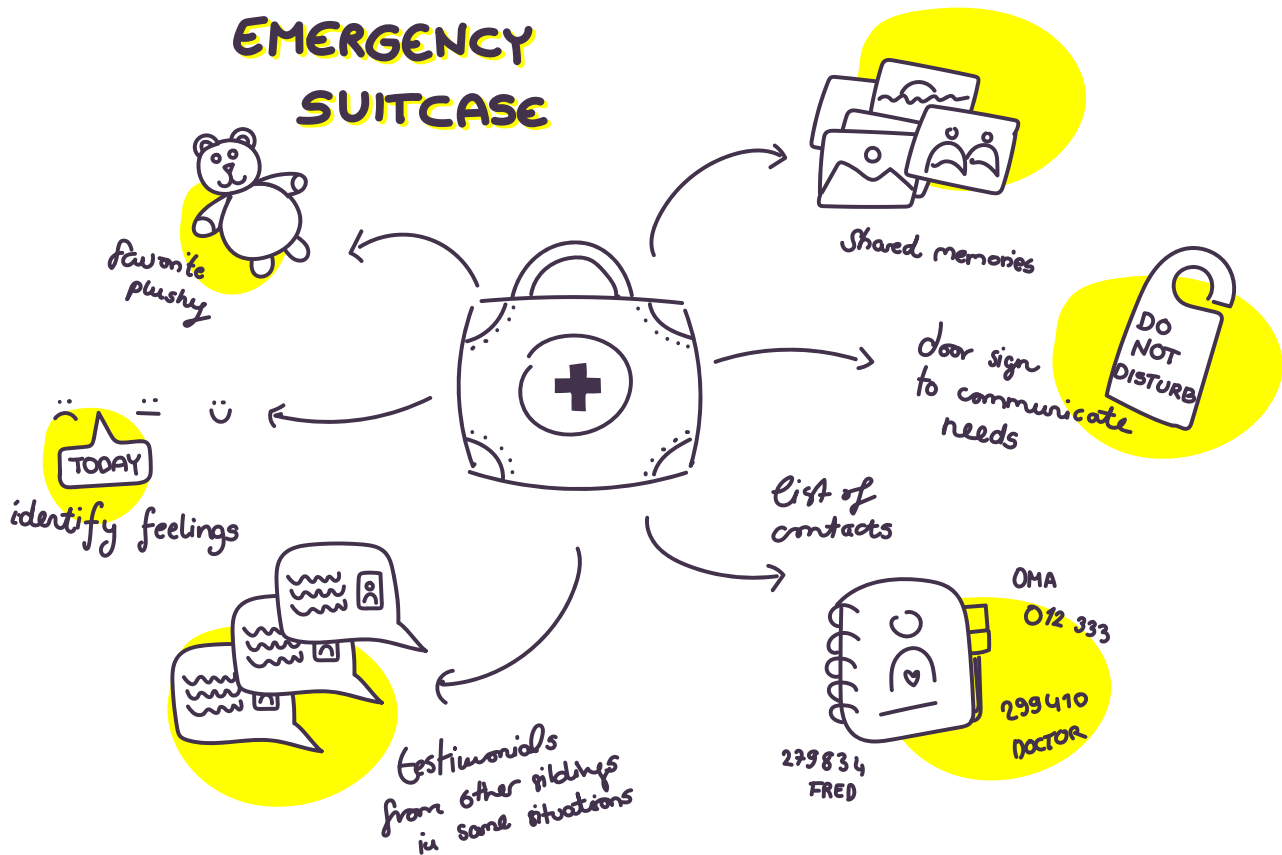 EMERGENCY
SUITCASE
favorite
plushy
shared memories
DO
NOT
DISTURB
door sign
to communicate
needs
TODAY
identify feelings
list of
contacts
OMA
012 333
299410
DOCTOR
279834
FRED
testimonials
from other sibldings
in same situations